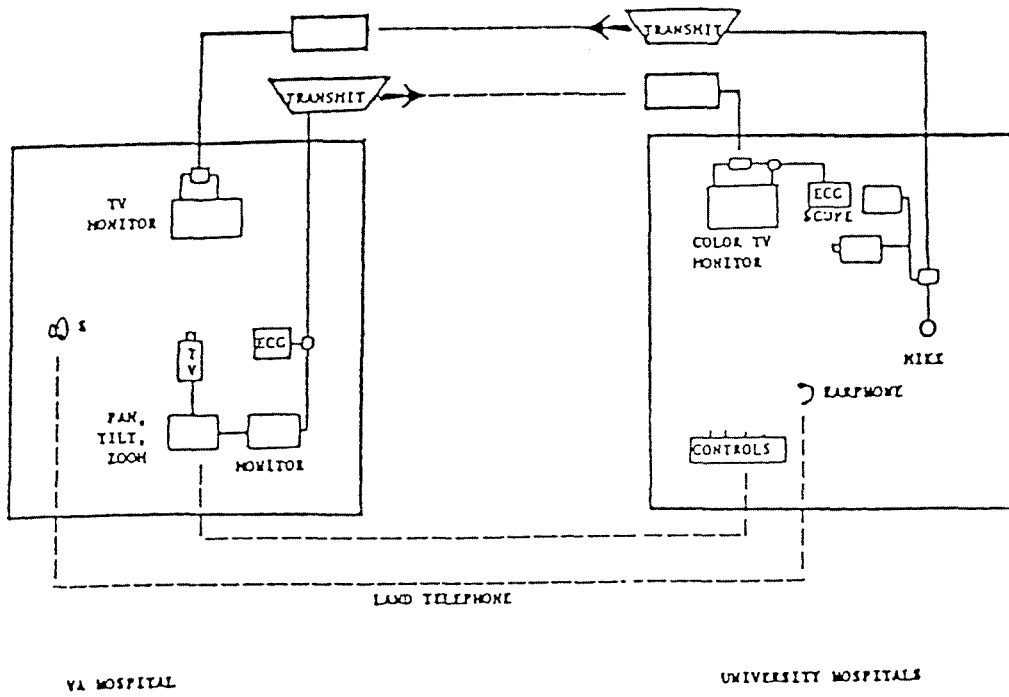 TRANSMIT
TRANSMIT
TV
MONITOR
ECG
SCOPE
COLOR TV
MONITOR
S
TV
ECG
MIKE
EARPHONE
PAN,
TILT,
ZOOM
MONITOR
CONTROLS
LAND TELEPHONE
VA HOSPITAL
UNIVERSITY HOSPITALS